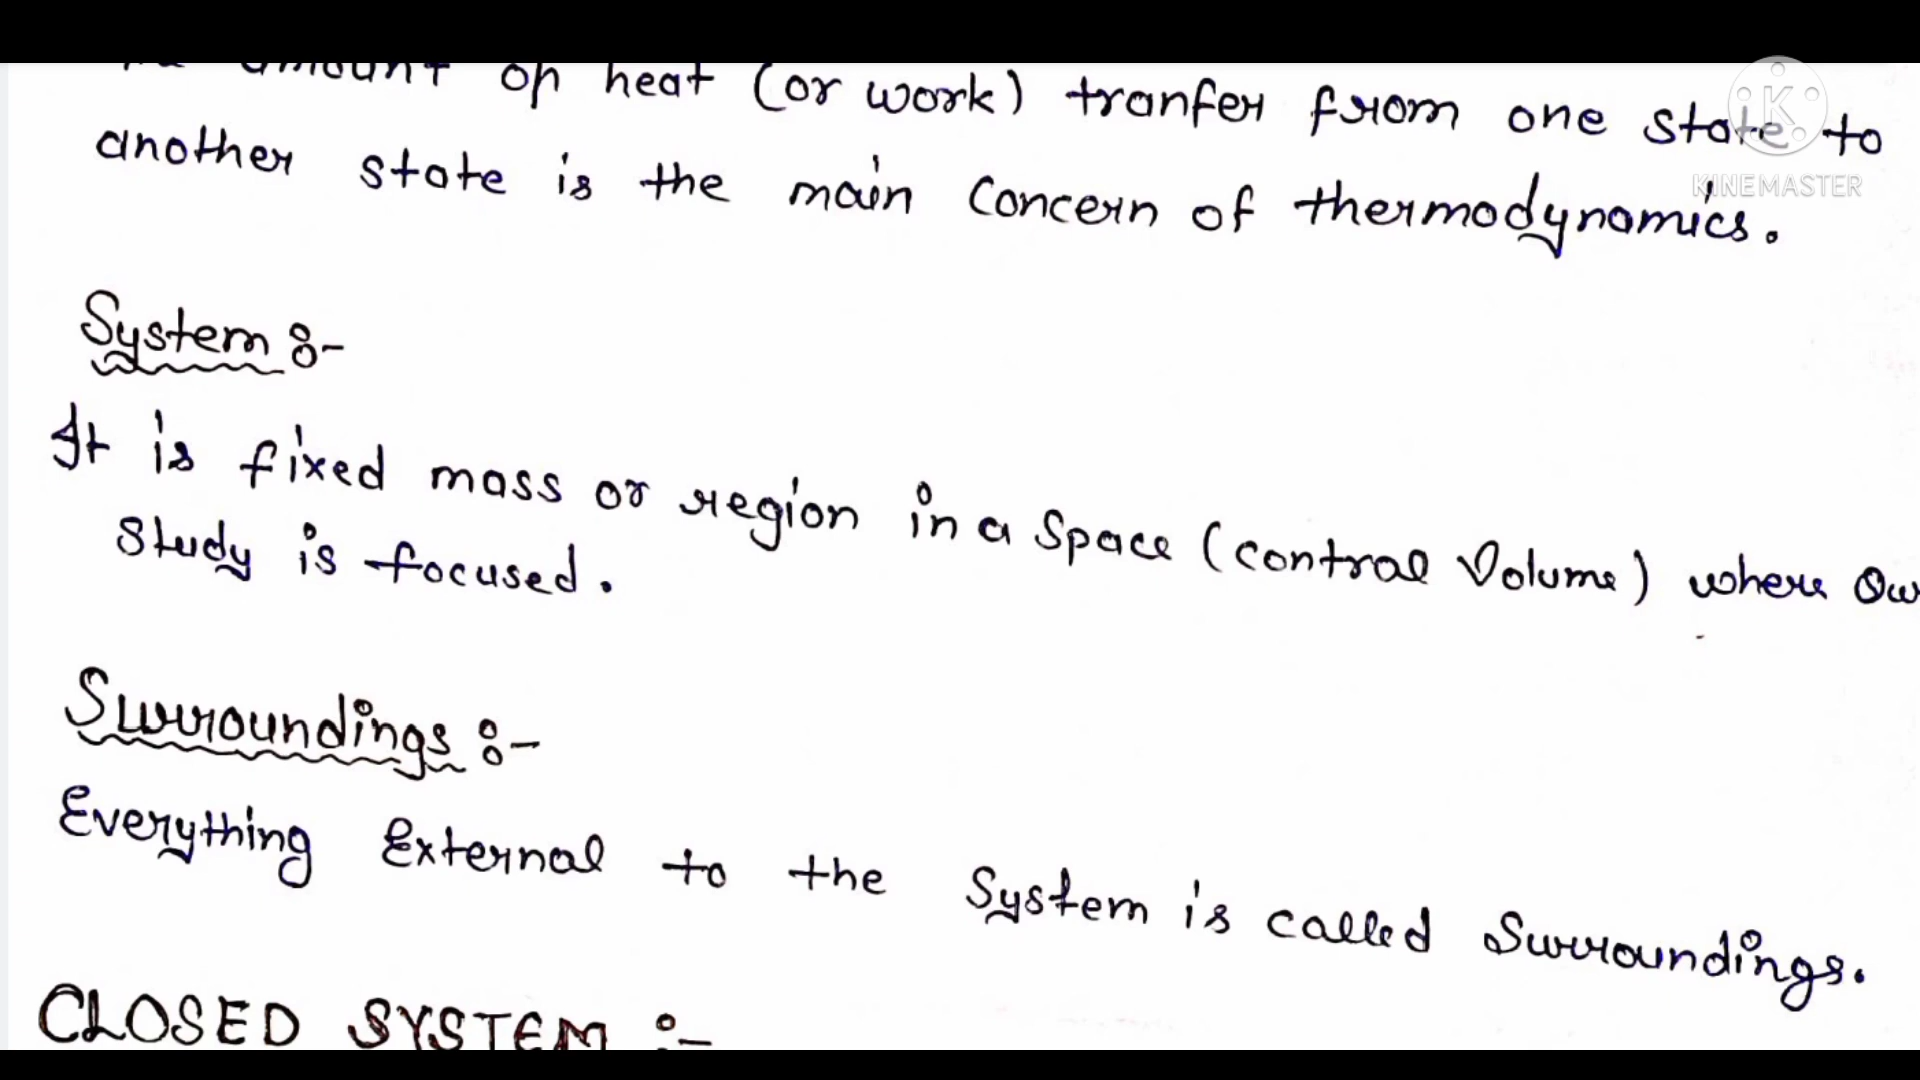 amount of heat (or work) tranfer from one state to
another state is the main concern of thermodynamics.
System :-
It is fixed mass or region in a space (control volume) where our
study is focused.
Surroundings :-
Everything External to the System is called Surroundings.
CLOSED SYSTEM :-
KINEMASTER